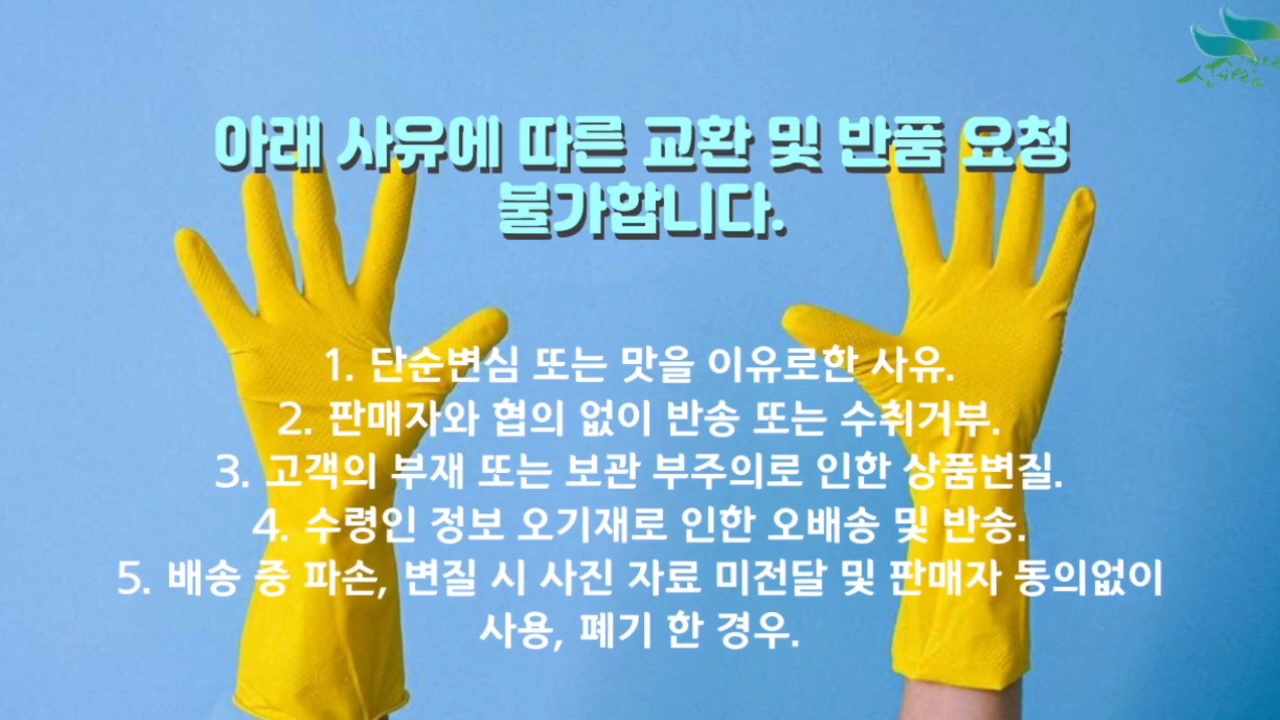 아래 사유에 따른 교환 및 반품 요청
불가합니다.
1. 단순변심 또는 맛을 이유로한 사유.
2. 판매자와 협의 없이 반송 또는 수취거부.
3. 고객의 부재 또는 보관 부주의로 인한 상품변질.
4. 수령인 정보 오기재로 인한 오배송 및 반송.
5. 배송 중 파손, 변질 시 사진 자료 미전달 및 판매자 동의없이
사용, 폐기 한 경우.